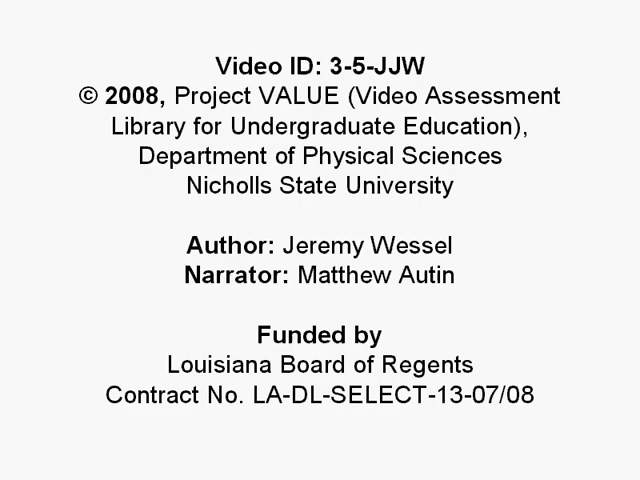 Video ID: 3-5-JJW
© 2008, Project VALUE (Video Assessment
Library for Undergraduate Education),
Department of Physical Sciences
Nicholls State University
Author: Jeremy Wessel
Narrator: Matthew Autin
Funded by
Louisiana Board of Regents
Contract No. LA-DL-SELECT-13-07/08